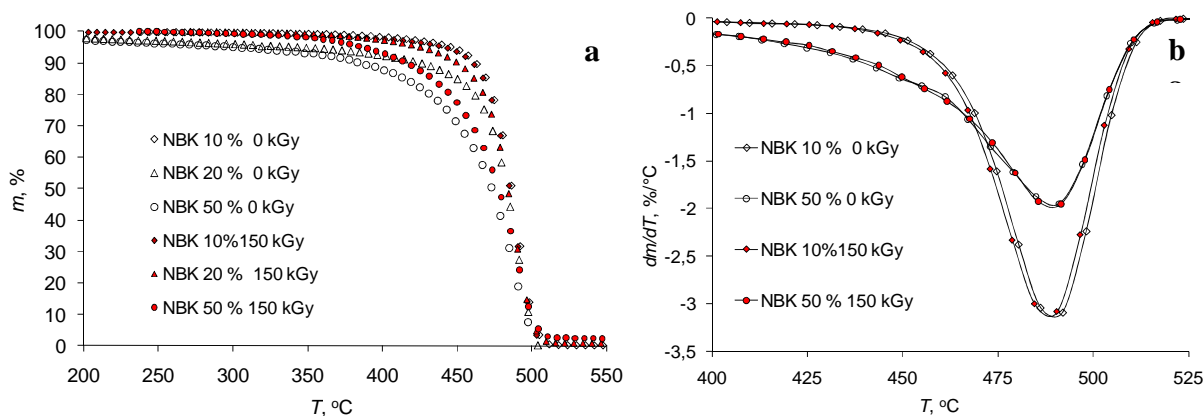 100
90
80
70
60
50
40
30
20
10
0
m, %
200 250 300 350 400 450 500 550
T, °C
a
NBK 10 % 0 kGy
NBK 20 % 0 kGy
NBK 50 % 0 kGy
NBK 10%150 kGy
NBK 20 % 150 kGy
NBK 50 % 150 kGy
0
-0,5
-1
-1,5
-2
-2,5
-3
-3,5
dm/dT, %/°C
400 425 450 475 500 525
T, °C
b
NBK 10 % 0 kGy
NBK 50 % 0 kGy
NBK 10%150 kGy
NBK 50 % 150 kGy